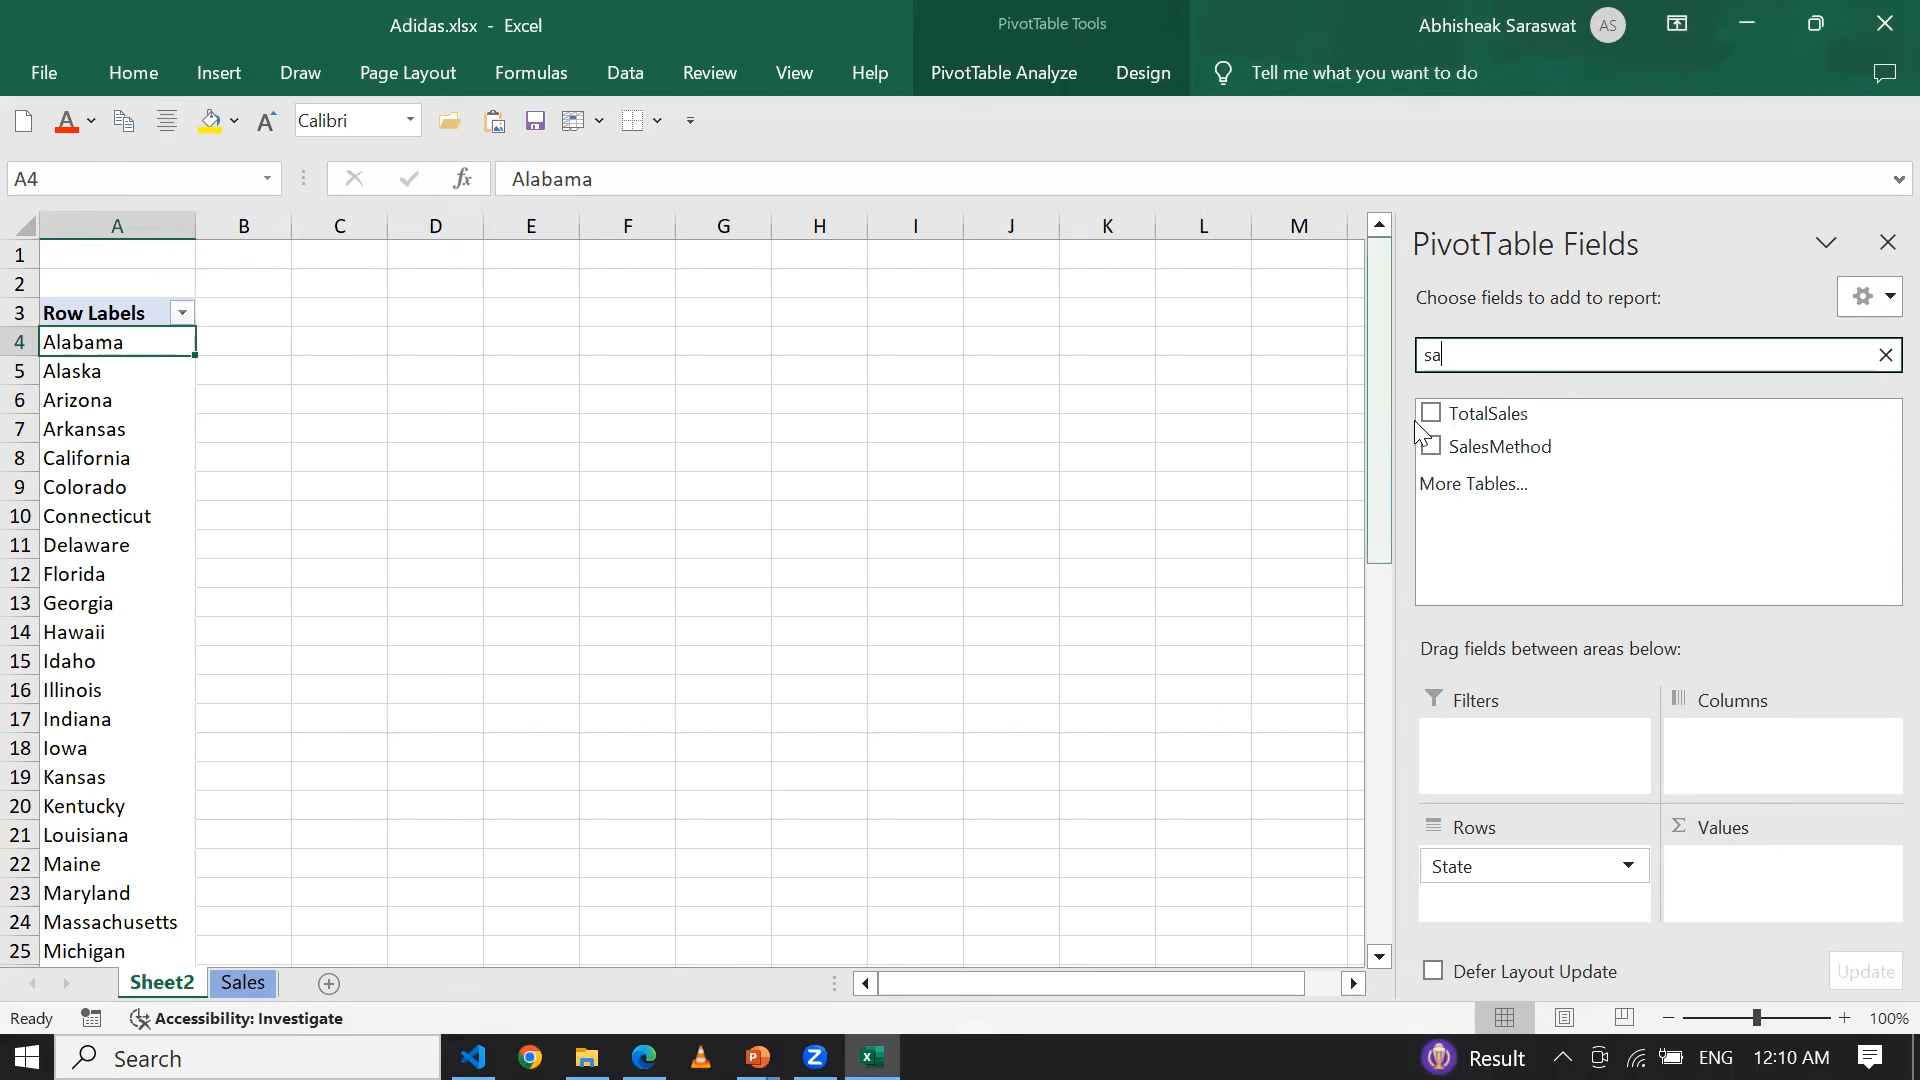 Adidas.xlsx - Excel
PivotTable Tools
Abhisheak Saraswat
AS
File Home Insert Draw Page Layout Formulas Data Review View Help PivotTable Analyze Design Tell me what you want to do
Calibri
A4
fx
Alabama
A B C D E F G H I J K L M
1
2
3 Row Labels
4 Alabama
5 Alaska
6 Arizona
7 Arkansas
8 California
9 Colorado
10 Connecticut
11 Delaware
12 Florida
13 Georgia
14 Hawaii
15 Idaho
16 Illinois
17 Indiana
18 Iowa
19 Kansas
20 Kentucky
21 Louisiana
22 Maine
23 Maryland
24 Massachusetts
25 Michigan
PivotTable Fields
Choose fields to add to report:
sa
TotalSales
SalesMethod
More Tables...
Drag fields between areas below:
Filters
Columns
Rows
Values
State
Defer Layout Update
Update
Sheet2 Sales
Ready
Accessibility: Investigate
100%
Search
Result
ENG
12:10 AM